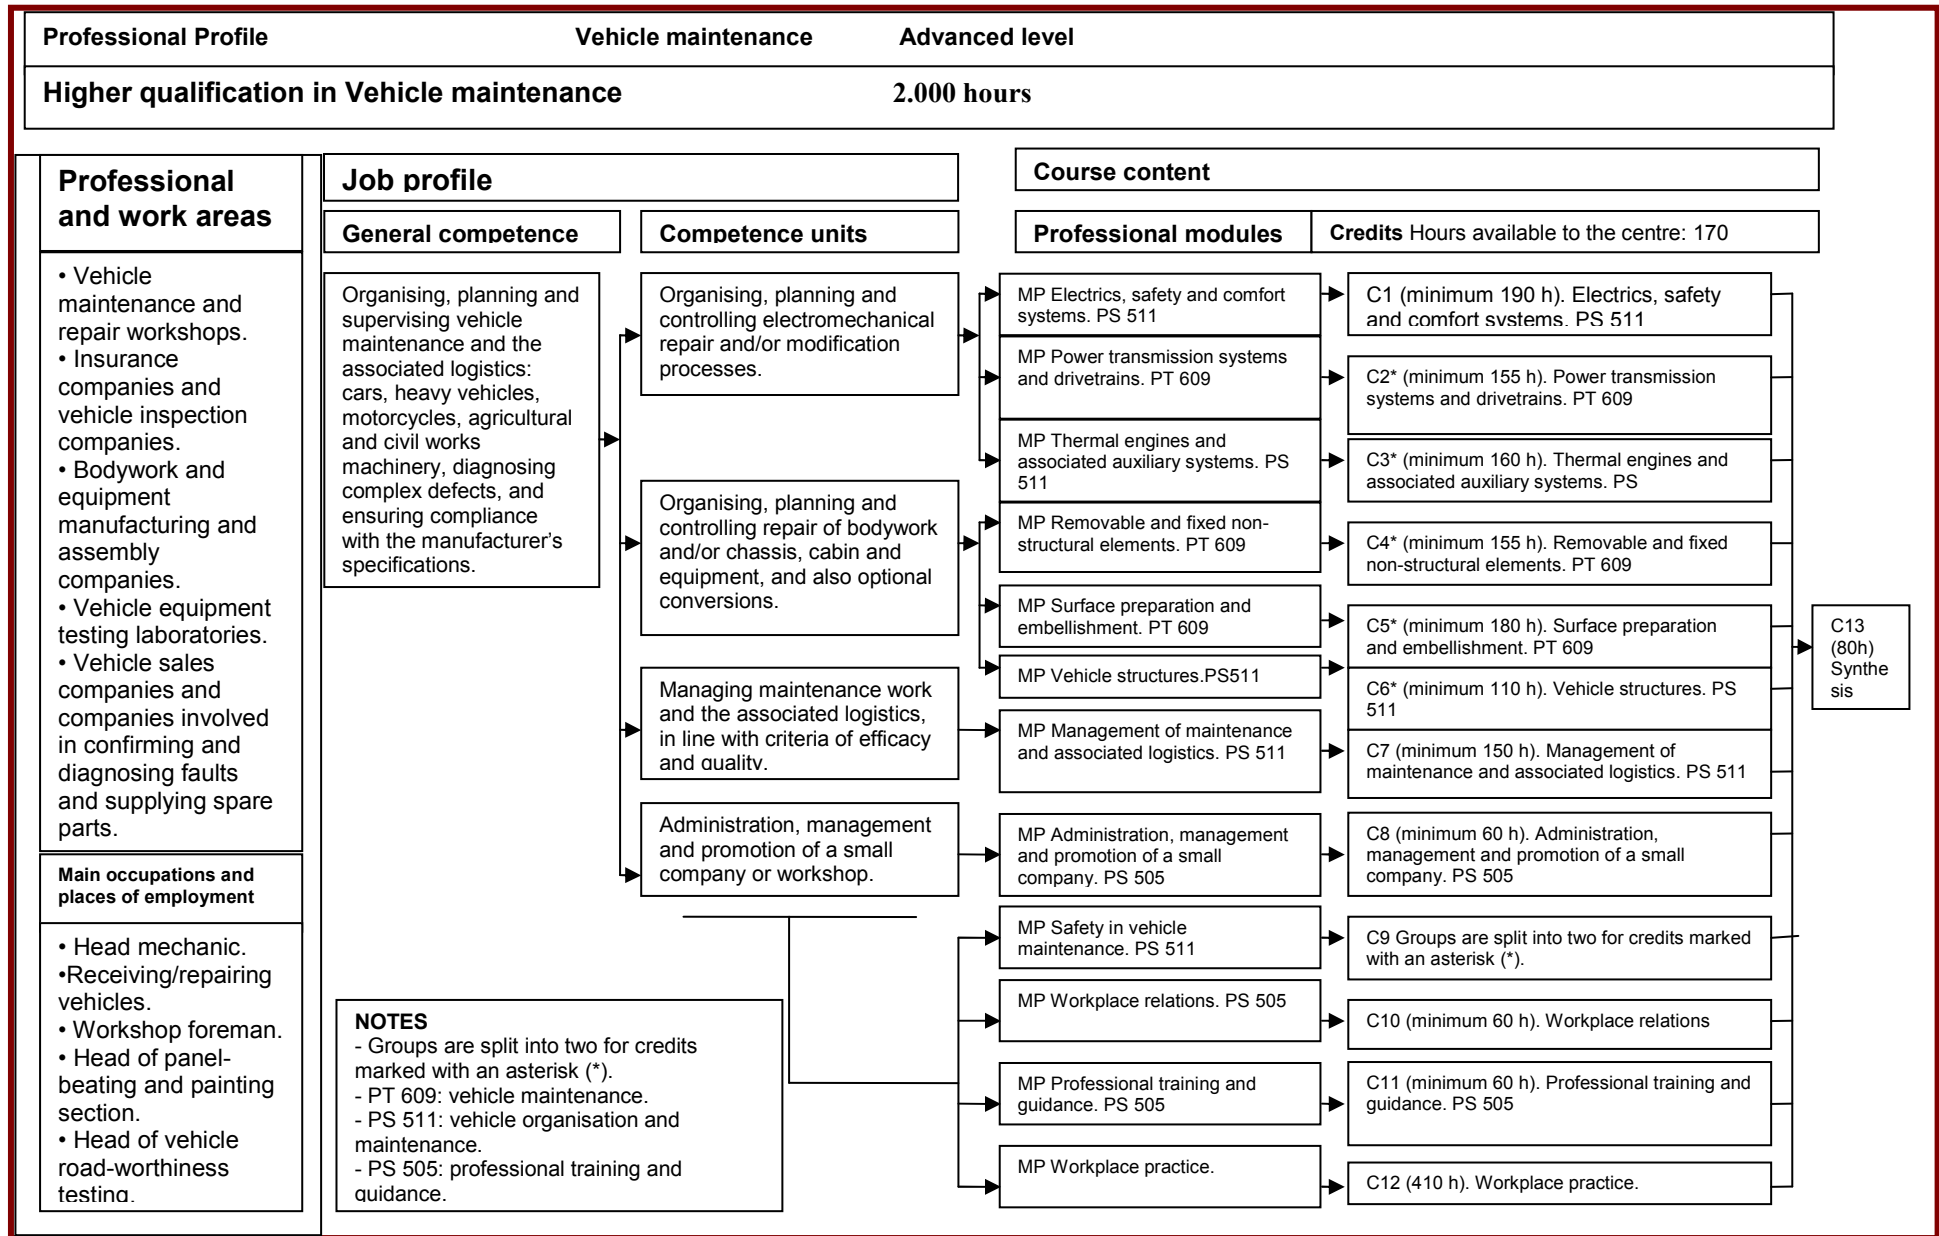 Professional Profile Vehicle maintenance Advanced level
Higher qualification in Vehicle maintenance 2.000 hours
Professional
and work areas
• Vehicle
maintenance and
repair workshops.
• Insurance
companies and
vehicle inspection
companies.
• Bodywork and
equipment
manufacturing and
assembly
companies.
• Vehicle equipment
testing laboratories.
• Vehicle sales
companies and
companies involved
in confirming and
diagnosing faults
and supplying spare
parts.
Main occupations and
places of employment
• Head mechanic.
•Receiving/repairing
vehicles.
• Workshop foreman.
• Head of panel-
beating and painting
section.
• Head of vehicle
road-worthiness
testing.
Job profile
General competence
Organising, planning and
supervising vehicle
maintenance and the
associated logistics:
cars, heavy vehicles,
motorcycles, agricultural
and civil works
machinery, diagnosing
complex defects, and
ensuring compliance
with the manufacturer’s
specifications.
Competence units
Organising, planning and
controlling electromechanical
repair and/or modification
processes.
Organising, planning and
controlling repair of bodywork
and/or chassis, cabin and
equipment, and also optional
conversions.
Managing maintenance work
and the associated logistics,
in line with criteria of efficacy
and quality.
Administration, management
and promotion of a small
company or workshop.
NOTES
- Groups are split into two for credits
marked with an asterisk (*).
- PT 609: vehicle maintenance.
- PS 511: vehicle organisation and
maintenance.
- PS 505: professional training and
guidance.
Course content
Professional modules
MP Electrics, safety and comfort
systems. PS 511
MP Power transmission systems
and drivetrains. PT 609
MP Thermal engines and
associated auxiliary systems. PS
511
MP Removable and fixed non-
structural elements. PT 609
MP Surface preparation and
embellishment. PT 609
MP Vehicle structures.PS511
MP Management of maintenance
and associated logistics. PS 511
MP Administration, management
and promotion of a small
company. PS 505
MP Safety in vehicle
maintenance. PS 511
MP Workplace relations. PS 505
MP Professional training and
guidance. PS 505
MP Workplace practice.
Credits Hours available to the centre: 170
C1 (minimum 190 h). Electrics, safety
and comfort systems. PS 511
C2* (minimum 155 h). Power transmission
systems and drivetrains. PT 609
C3* (minimum 160 h). Thermal engines and
associated auxiliary systems. PS
C4* (minimum 155 h). Removable and fixed
non-structural elements. PT 609
C5* (minimum 180 h). Surface preparation
and embellishment. PT 609
C6* (minimum 110 h). Vehicle structures. PS
511
C7 (minimum 150 h). Management of
maintenance and associated logistics. PS 511
C8 (minimum 60 h). Administration,
management and promotion of a small
company. PS 505
C9 Groups are split into two for credits marked
with an asterisk (*).
C10 (minimum 60 h). Workplace relations
C11 (minimum 60 h). Professional training and
guidance. PS 505
C12 (410 h). Workplace practice.
C13
(80h)
Synthe
sis